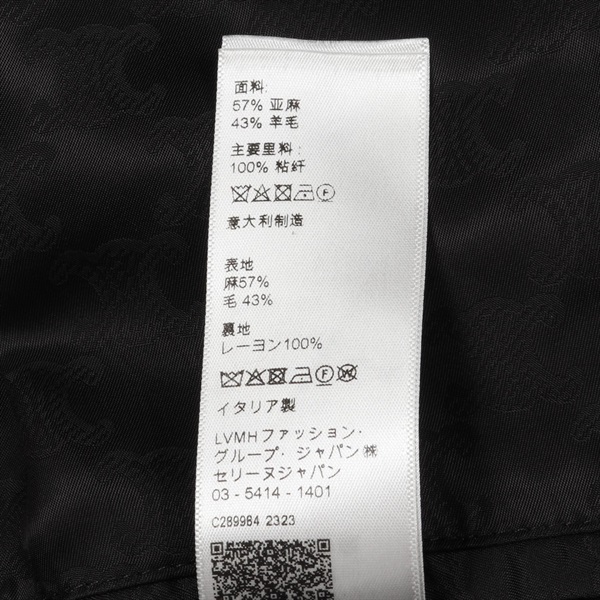 面料:
57% 亚麻
43% 羊毛
主要里料:
100% 粘纤
意大利制造
表地
麻57%
毛 43%
裏地
レーヨン100%
イタリア製
LVMHファッション・
グループ・ジャパン㈱
セリーヌジャパン
03 - 5414 - 1401
C289984 2323